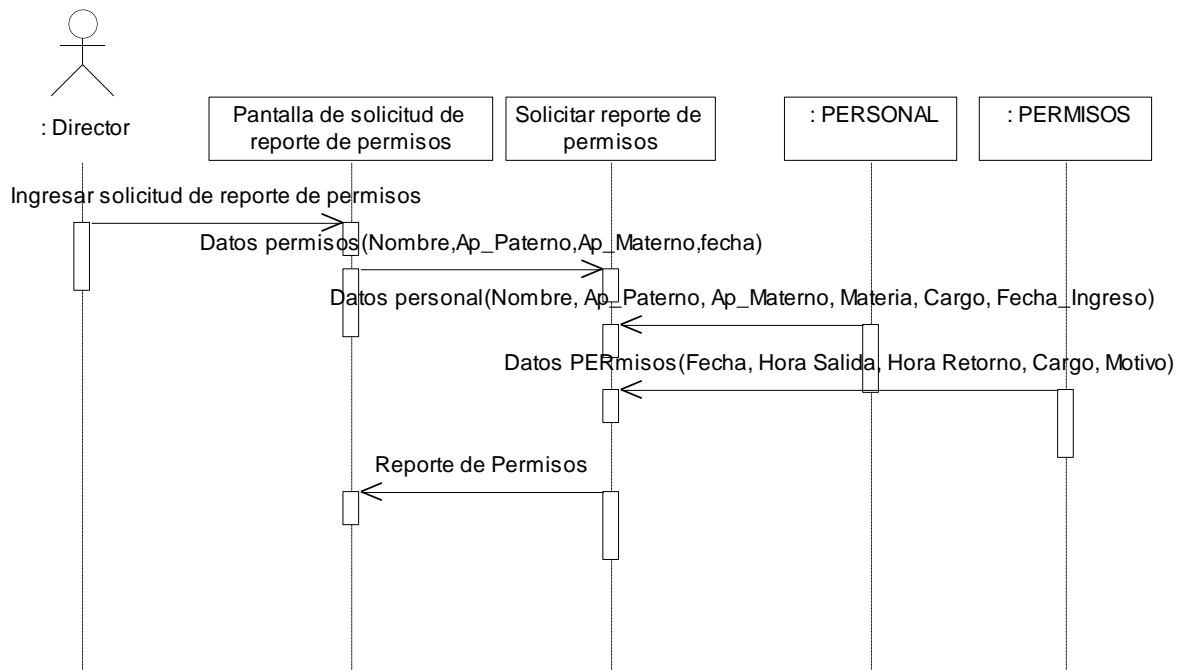 : Director
Pantalla de solicitud de
reporte de permisos
Solicitar reporte de
permisos
: PERSONAL
: PERMISOS
Ingresar solicitud de reporte de permisos
Datos permisos(Nombre,Ap_Paterno,Ap_Materno,fecha)
Datos personal(Nombre, Ap_Paterno, Ap_Materno, Materia, Cargo, Fecha_Ingreso)
Datos PERmisos(Fecha, Hora Salida, Hora Retorno, Cargo, Motivo)
Reporte de Permisos